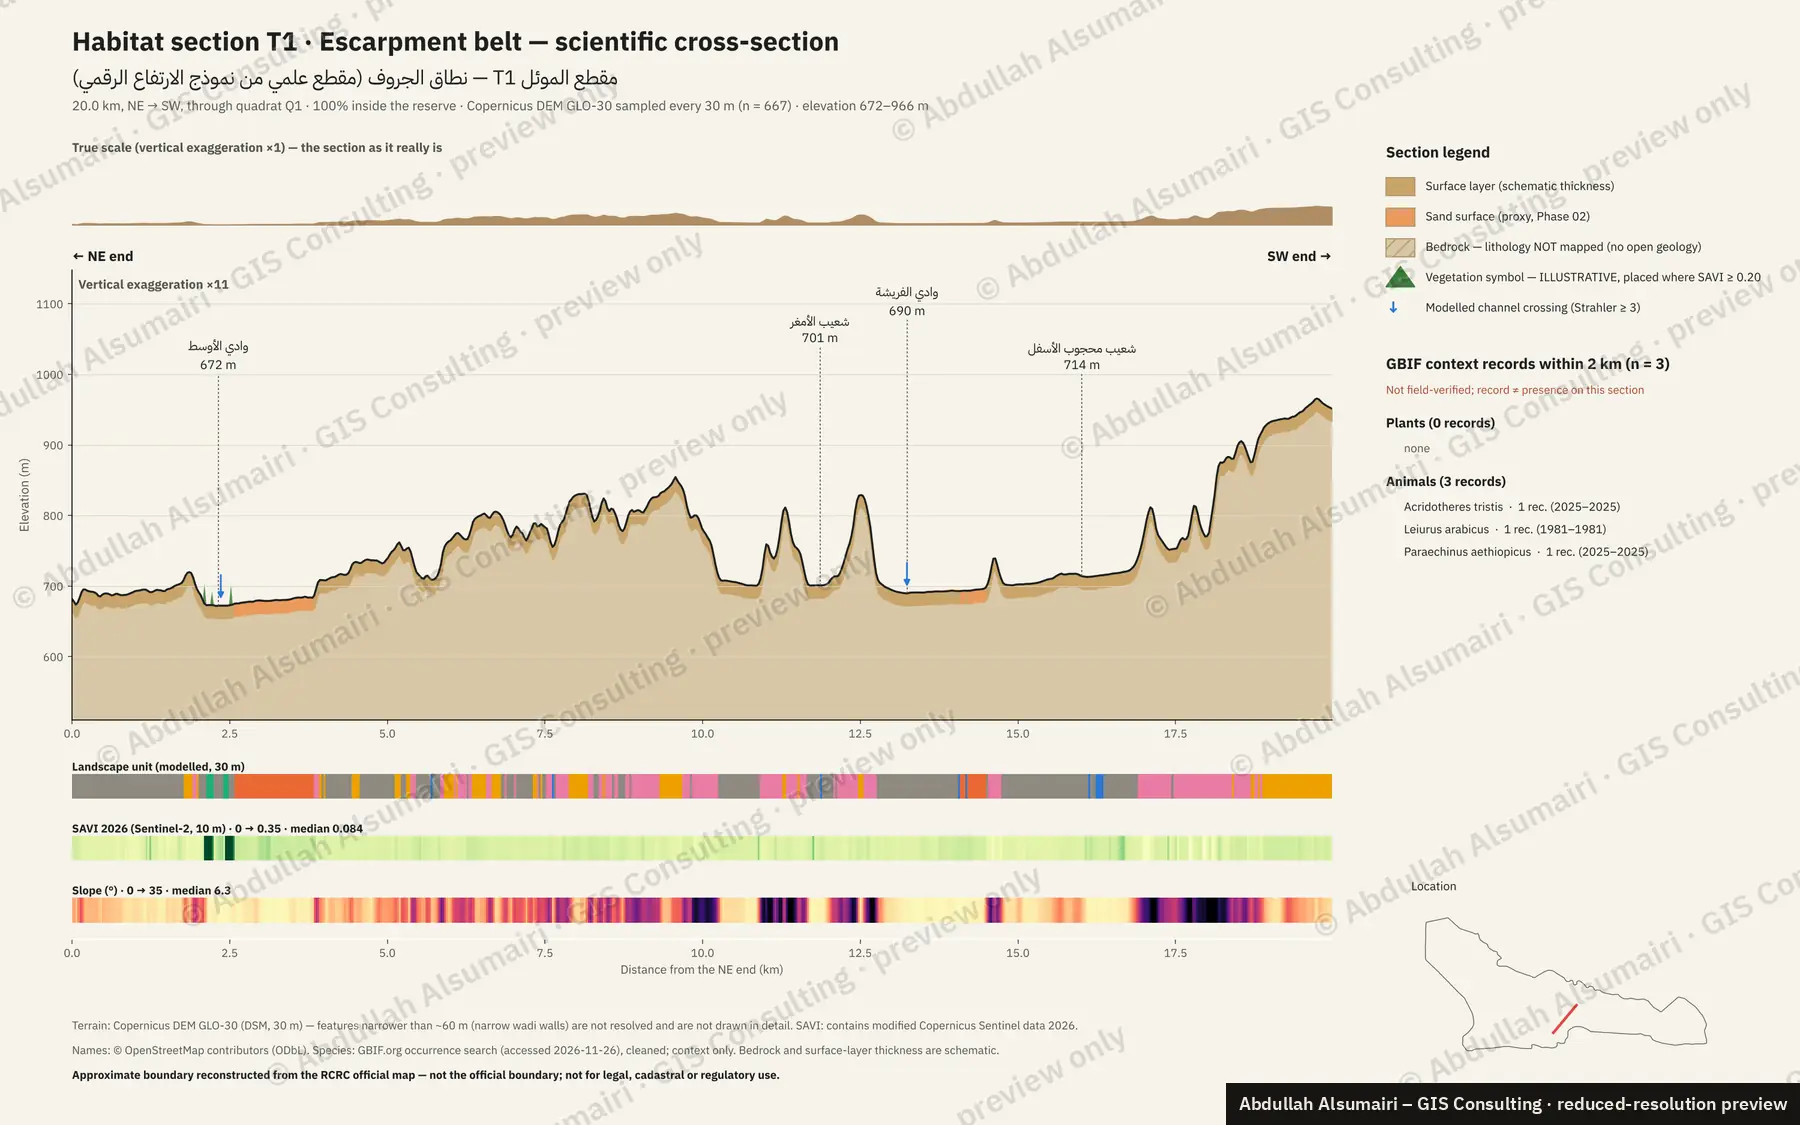 Habitat section T1 · Escarpment belt — scientific cross-section
مقطع الموئل T1 — نطاق الجروف (مقطع علمي من نموذج الارتفاع الرقمي)
20.0 km, NE → SW, through quadrat Q1 · 100% inside the reserve · Copernicus DEM GLO-30 sampled every 30 m (n = 667) · elevation 672–966 m
True scale (vertical exaggeration ×1) — the section as it really is
← NE end
SW end →
Vertical exaggeration ×11
Elevation (m)
1100
1000
900
800
700
600
وادي الأوسط
672 m
شعيب الأمغر
701 m
وادي الفريشة
690 m
شعيب محجوب الأسفل
714 m
0.0 2.5 5.0 7.5 10.0 12.5 15.0 17.5
Landscape unit (modelled, 30 m)
SAVI 2026 (Sentinel-2, 10 m) · 0 → 0.35 · median 0.084
Slope (°) · 0 → 35 · median 6.3
0.0 2.5 5.0 7.5 10.0 12.5 15.0 17.5
Distance from the NE end (km)
Section legend
Surface layer (schematic thickness)
Sand surface (proxy, Phase 02)
Bedrock — lithology NOT mapped (no open geology)
Vegetation symbol — ILLUSTRATIVE, placed where SAVI ≥ 0.20
Modelled channel crossing (Strahler ≥ 3)
GBIF context records within 2 km (n = 3)
Not field-verified; record ≠ presence on this section
Plants (0 records)
none
Animals (3 records)
Acridotheres tristis · 1 rec. (2025–2025)
Leiurus arabicus · 1 rec. (1981–1981)
Paraechinus aethiopicus · 1 rec. (2025–2025)
Location
Terrain: Copernicus DEM GLO-30 (DSM, 30 m) — features narrower than ~60 m (narrow wadi walls) are not resolved and are not drawn in detail. SAVI: contains modified Copernicus Sentinel data 2026.
Names: © OpenStreetMap contributors (ODbL). Species: GBIF.org occurrence search (accessed 2026-11-26), cleaned; context only. Bedrock and surface-layer thickness are schematic.
Approximate boundary reconstructed from the RCRC official map — not the official boundary; not for legal, cadastral or regulatory use.
© Abdullah Alsumairi · GIS Consulting · preview only
Abdullah Alsumairi – GIS Consulting · reduced-resolution preview